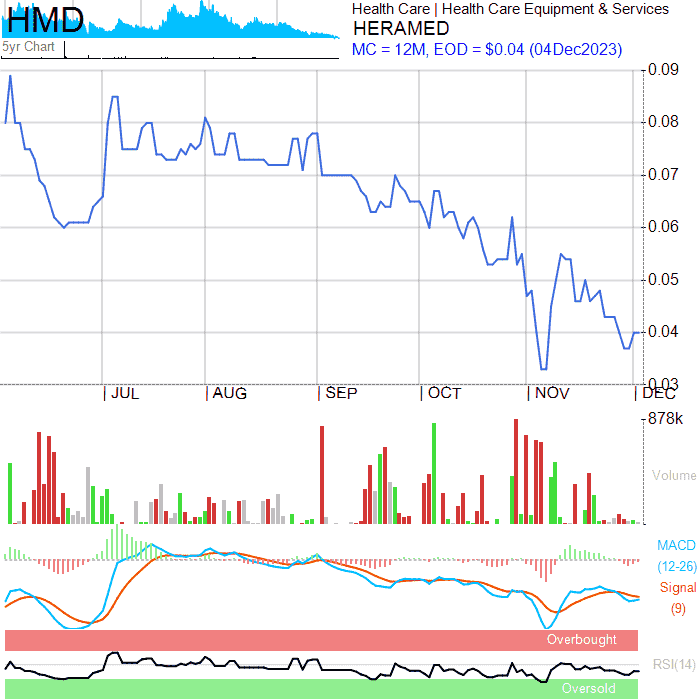 HMD
5yr Chart
Health Care | Health Care Equipment & Services
HERAMED
MC = 12M, EOD = $0.04 (04Dec2023)
0.09
0.08
0.07
0.06
0.05
0.04
0.03
JUL
AUG
SEP
OCT
NOV
DEC
878k
Volume
MACD
(12-26)
Signal
(9)
Overbought
RSI(14)
Oversold